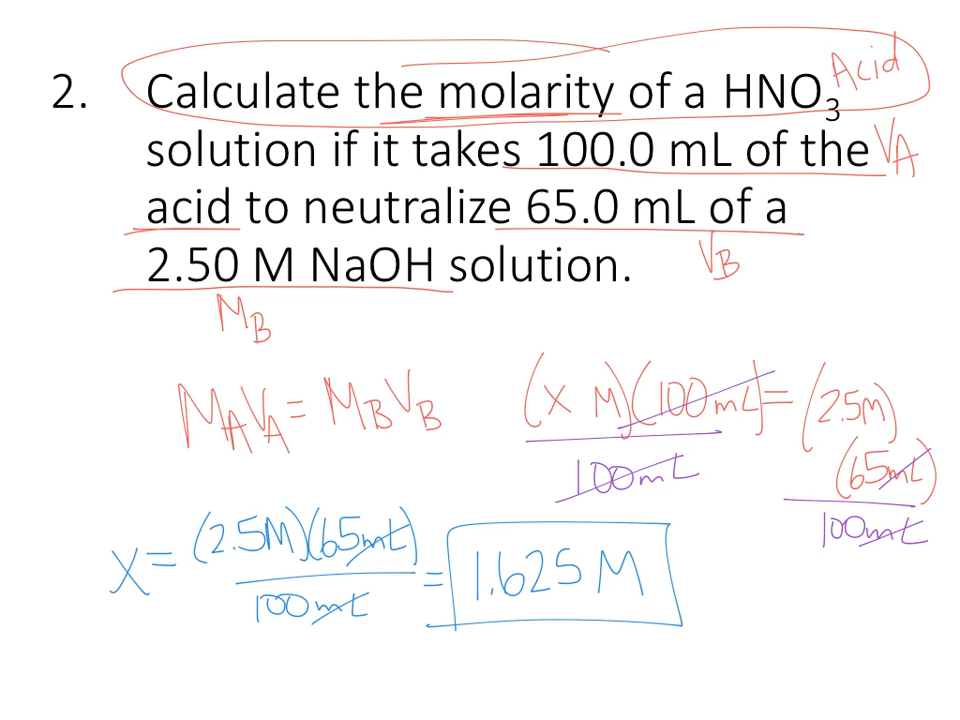 2. Calculate the molarity of a HNO₃ Acid
solution if it takes 100.0 mL of the VA
acid to neutralize 65.0 mL of a
2.50 M NaOH solution. VB
MB
MAVA = MBVB
(x M)(100mL) = (2.5M)
(65mL)
100mL
100mL
X = (2.5M)(65mL)
100mL
= 1.625 M